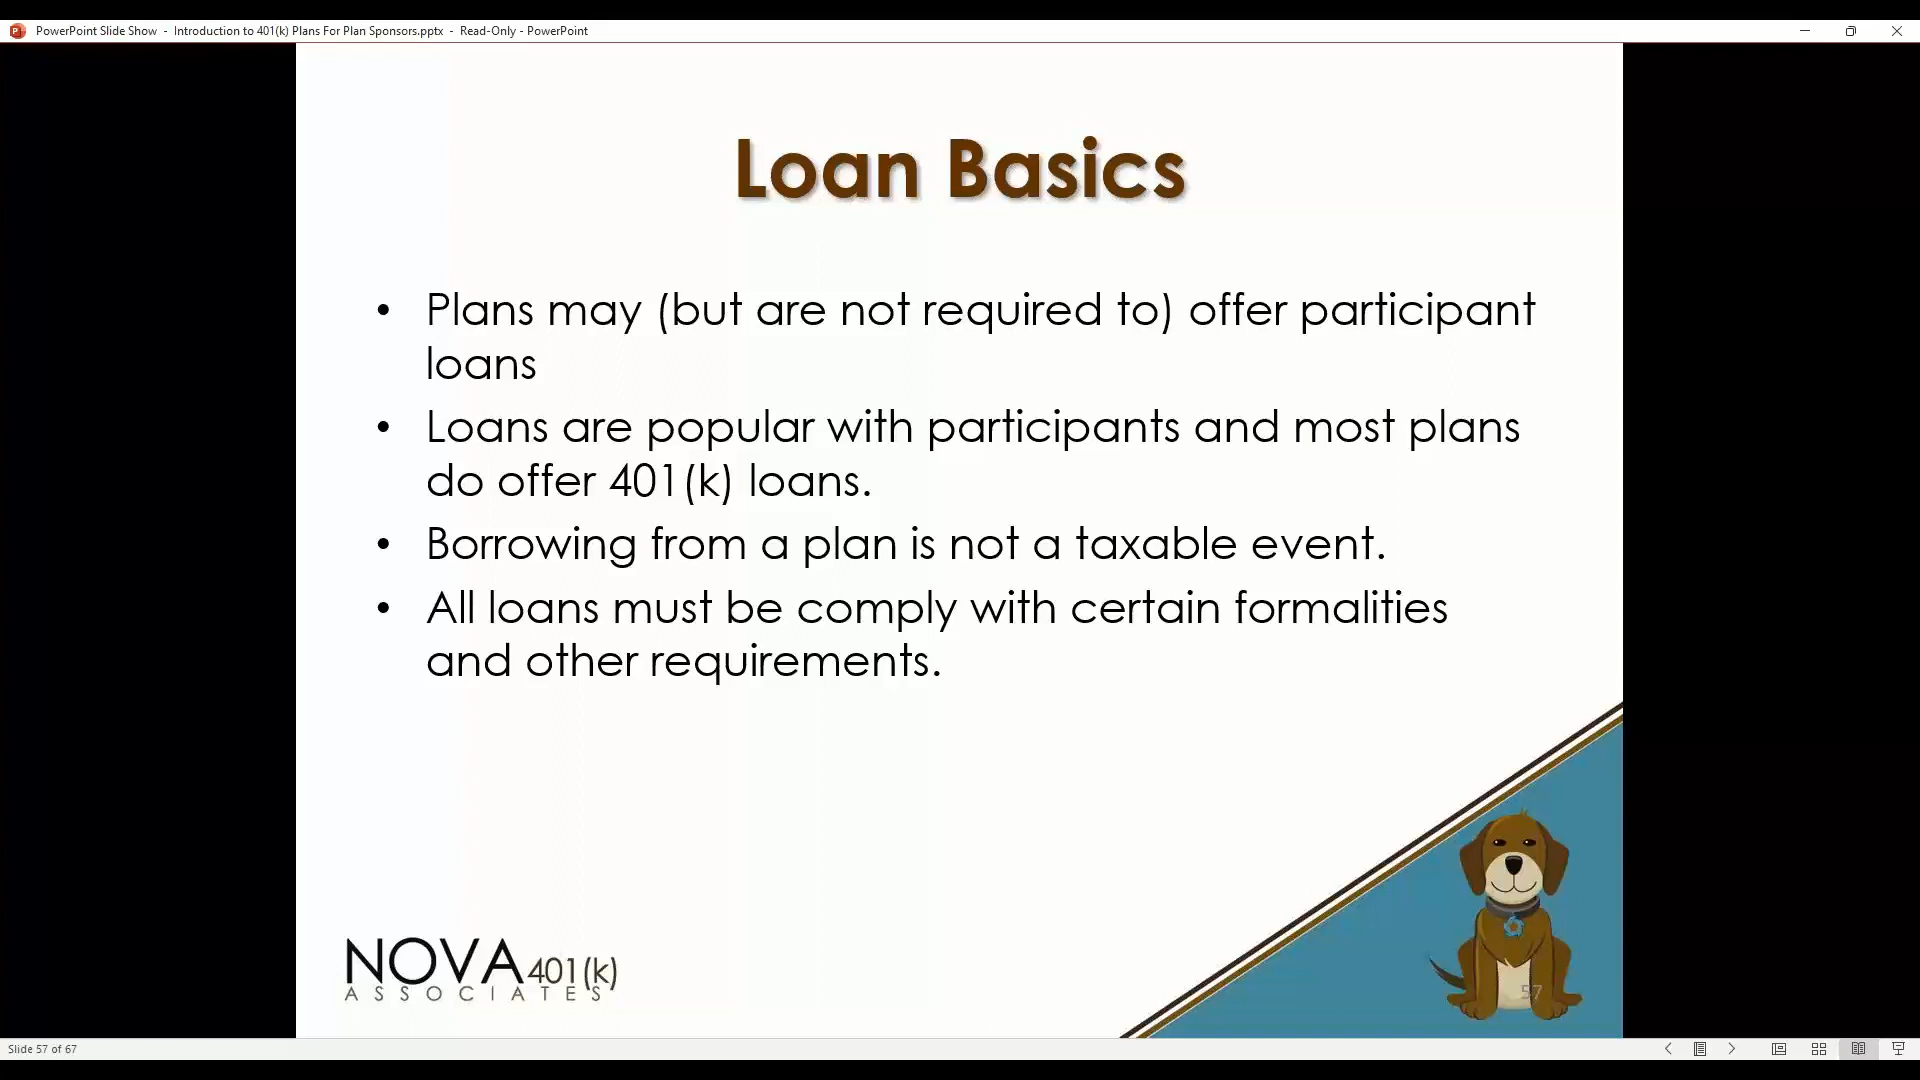 PowerPoint Slide Show - Introduction to 401(k) Plans For Plan Sponsors.pptx - Read-Only - PowerPoint
Loan Basics
• Plans may (but are not required to) offer participant
loans
• Loans are popular with participants and most plans
do offer 401(k) loans.
• Borrowing from a plan is not a taxable event.
• All loans must be comply with certain formalities
and other requirements.
NOVA 401(k)
ASSOCIATES
57
Slide 57 of 67